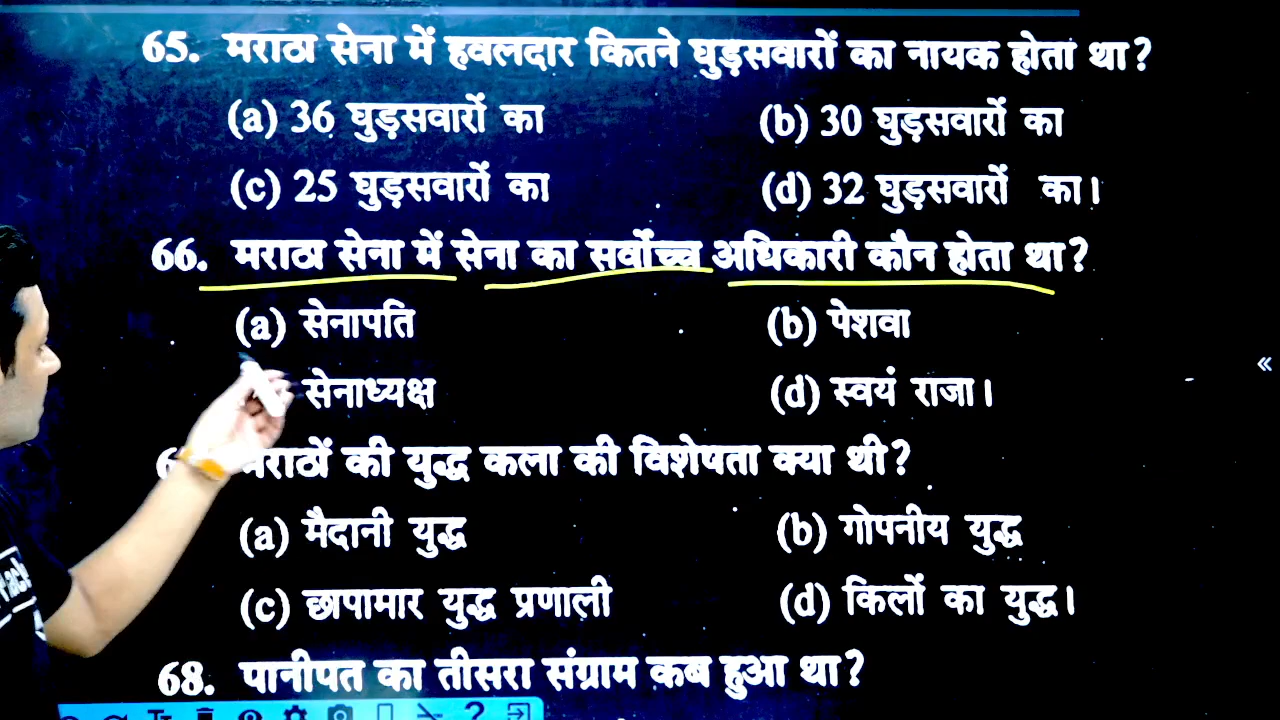 65. मराठा सेना में हवलदार कितने घुड़सवारों का नायक होता था?
(a) 36 घुड़सवारों का (b) 30 घुड़सवारों का
(c) 25 घुड़सवारों का (d) 32 घुड़सवारों का।
66. मराठा सेना में सेना का सर्वोच्च अधिकारी कौन होता था?
(a) सेनापति (b) पेशवा
सेनाध्यक्ष (d) स्वयं राजा।
मराठों की युद्ध कला की विशेषता क्या थी?
(a) मैदानी युद्ध (b) गोपनीय युद्ध
(c) छापामार युद्ध प्रणाली (d) किलों का युद्ध।
68. पानीपत का तीसरा संग्राम कब हुआ था?